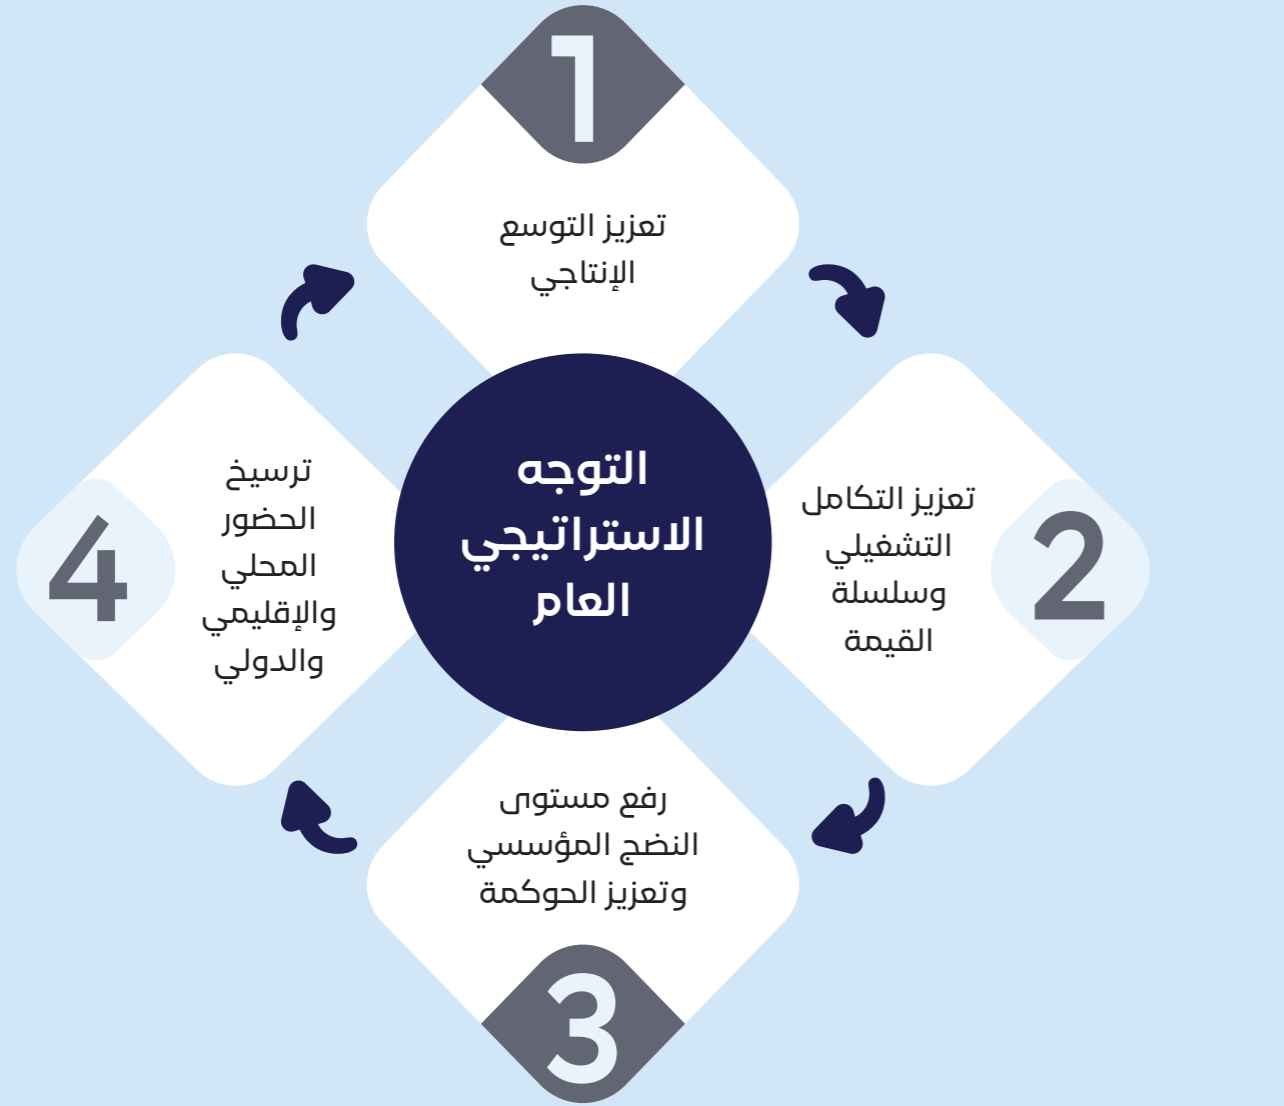 التوجه
الاستراتيجي
العام
1
تعزيز التوسع
الإنتاجي
2
تعزيز التكامل
التشغيلي
وسلسلة
القيمة
3
رفع مستوى
النضج المؤسسي
وتعزيز الحوكمة
4
ترسيخ
الحضور
المحلي
والإقليمي
والدولي